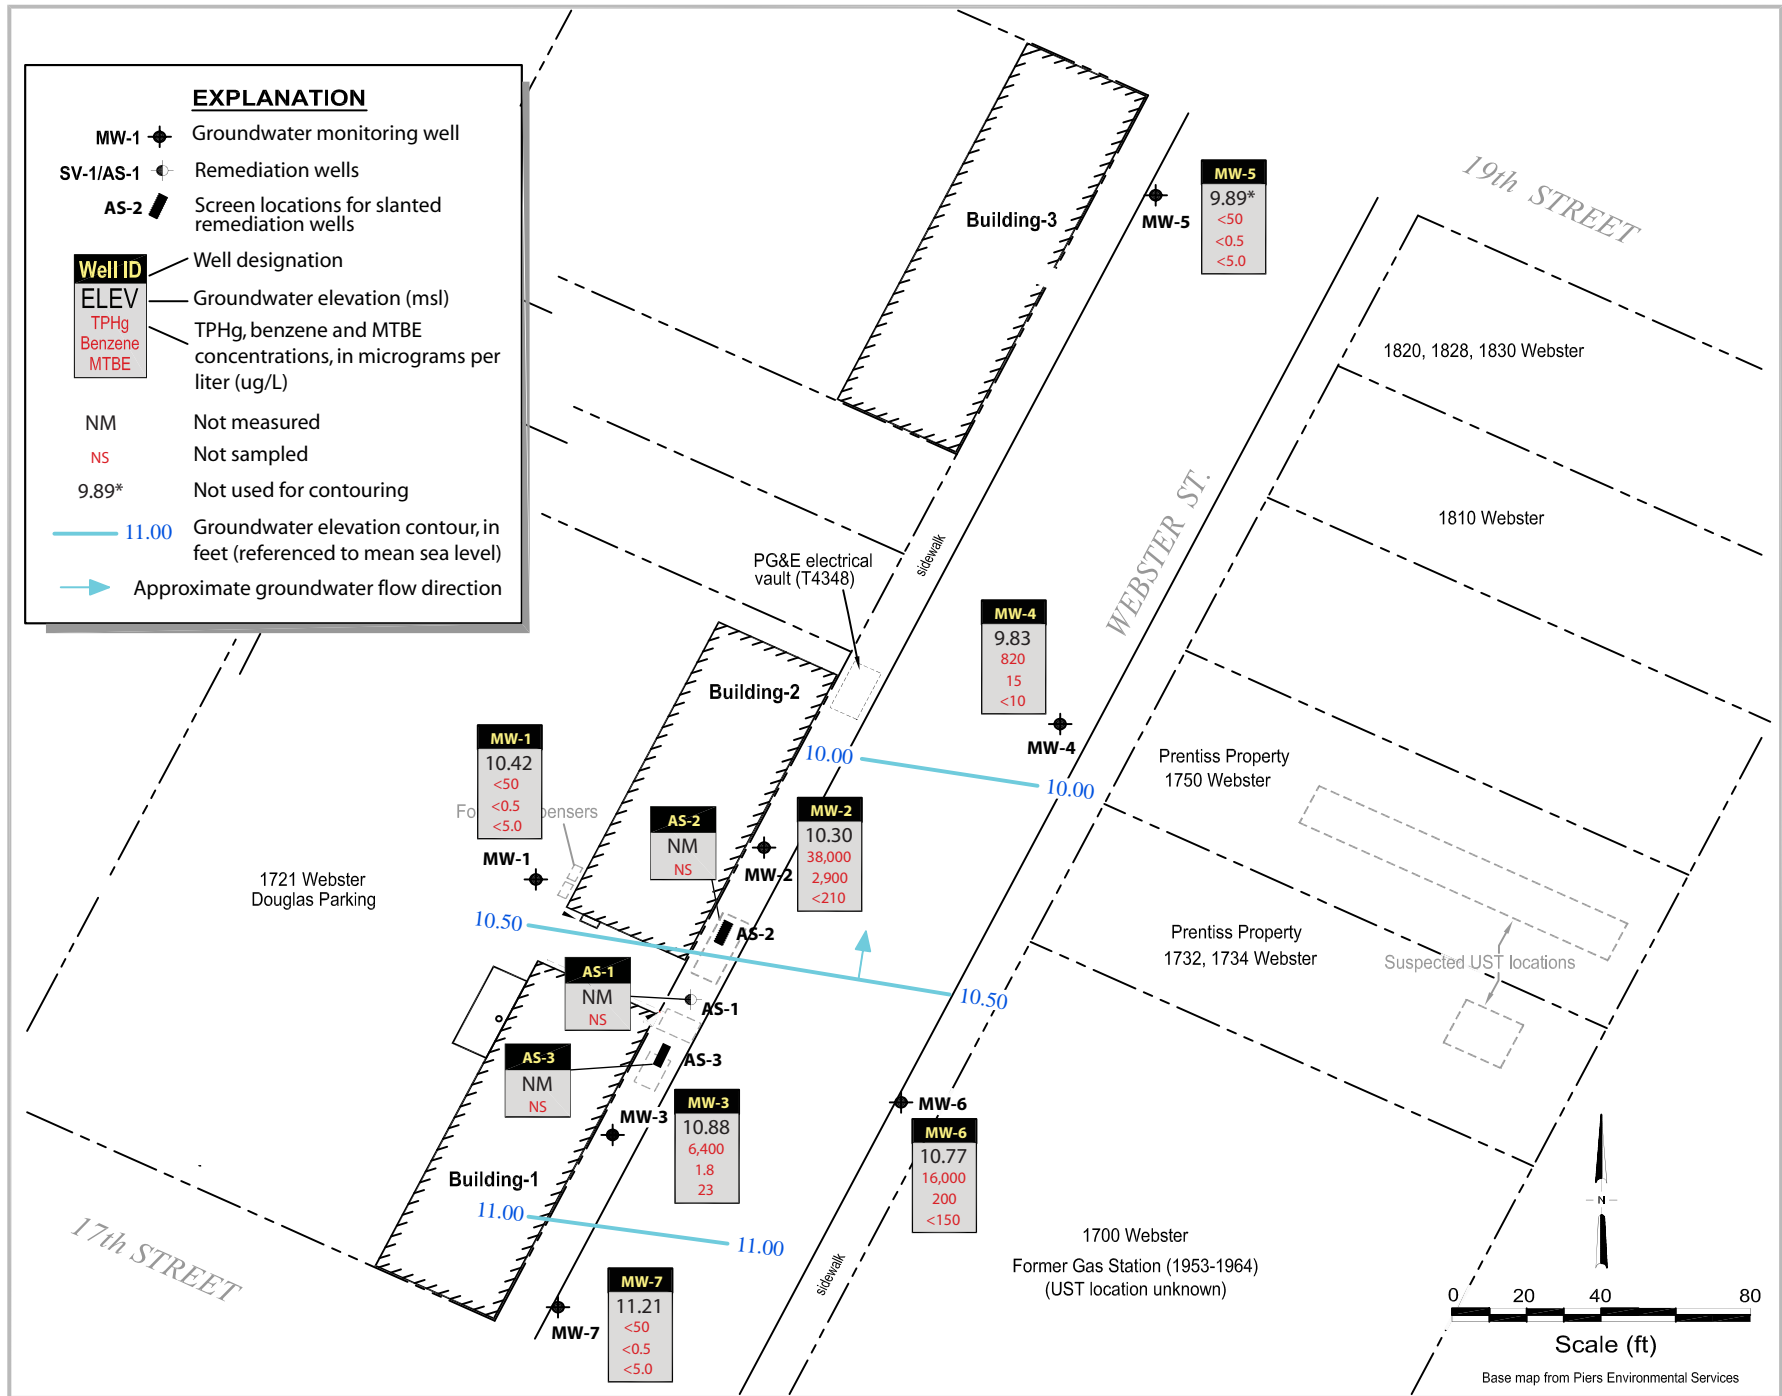 EXPLANATION
MW-1 Groundwater monitoring well
SV-1/AS-1 Remediation wells
AS-2 Screen locations for slanted
remediation wells
Well ID
ELEV
TPHg
Benzene
MTBE
Well designation
Groundwater elevation (msl)
TPHg, benzene and MTBE
concentrations, in micrograms per
liter (ug/L)
NM Not measured
NS Not sampled
9.89* Not used for contouring
11.00 Groundwater elevation contour, in
feet (referenced to mean sea level)
Approximate groundwater flow direction
Building-3
MW-5
MW-5
9.89*
<50
<0.5
<5.0
19th STREET
1820, 1828, 1830 Webster
WEBSTER ST.
1810 Webster
sidewalk
PG&E electrical
vault (T4348)
MW-4
9.83
820
15
<10
MW-4
Building-2
10.00
10.00
Prentiss Property
1750 Webster
MW-1
10.42
<50
<0.5
<5.0
MW-1
AS-2
NM
NS
MW-2
MW-2
10.30
38,000
2,900
<210
1721 Webster
Douglas Parking
10.50
AS-2
10.50
Prentiss Property
1732, 1734 Webster
Suspected UST locations
AS-1
NM
NS
AS-1
AS-3
NM
NS
AS-3
MW-3
MW-3
10.88
6,400
1.8
23
MW-6
MW-6
10.77
16,000
200
<150
Building-1
11.00
11.00
17th STREET
MW-7
MW-7
11.21
<50
<0.5
<5.0
sidewalk
1700 Webster
Former Gas Station (1953-1964)
(UST location unknown)
N
0 20 40 80
Scale (ft)
Base map from Piers Environmental Services